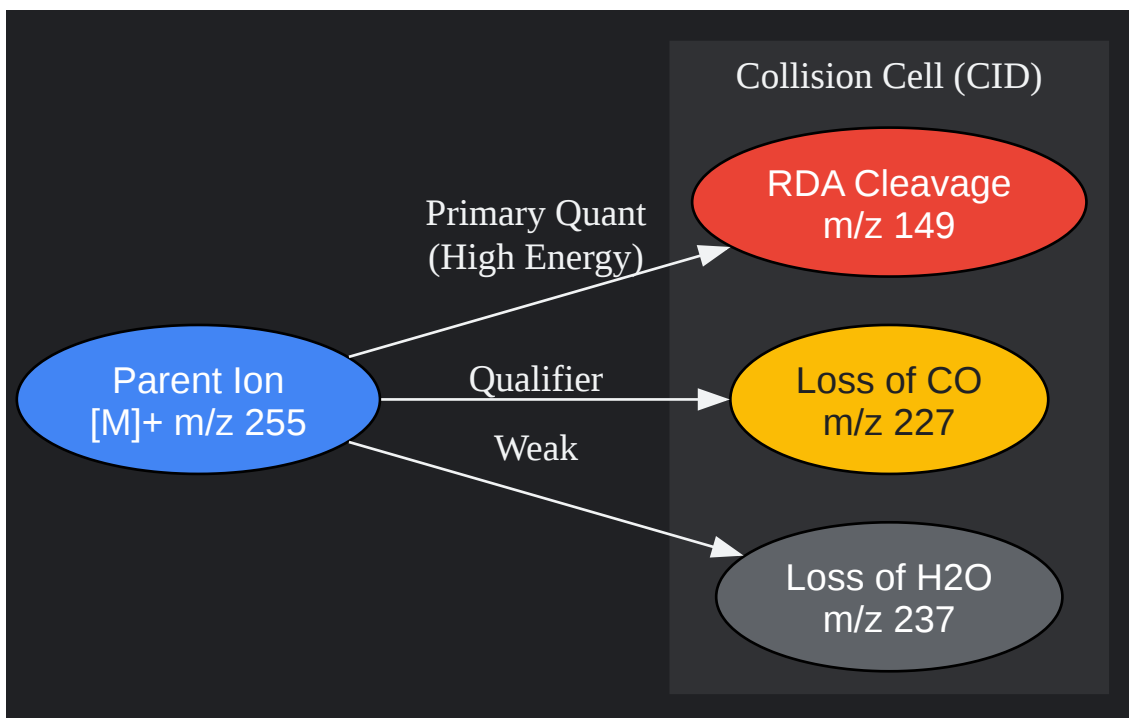 Collision Cell (CID)
RDA Cleavage
m/z 149
Primary Quant
(High Energy)
Parent Ion
[M]+ m/z 255
Qualifier
Loss of CO
m/z 227
Weak
Loss of H2O
m/z 237